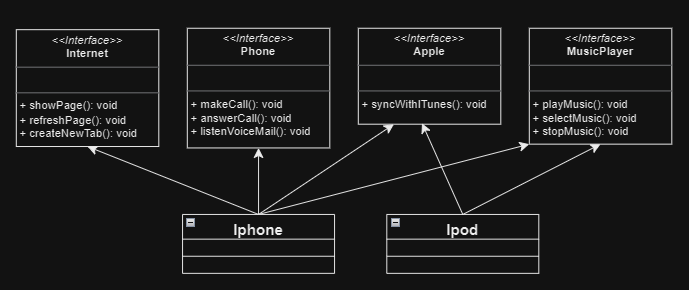 <<Interface>>
Internet
+ showPage(): void
+ refreshPage(): void
+ createNewTab(): void
<<Interface>>
Phone
+ makeCall(): void
+ answerCall(): void
+ listenVoiceMail(): void
<<Interface>>
Apple
+ syncWithITunes(): void
<<Interface>>
MusicPlayer
+ playMusic(): void
+ selectMusic(): void
+ stopMusic(): void
Iphone
Ipod